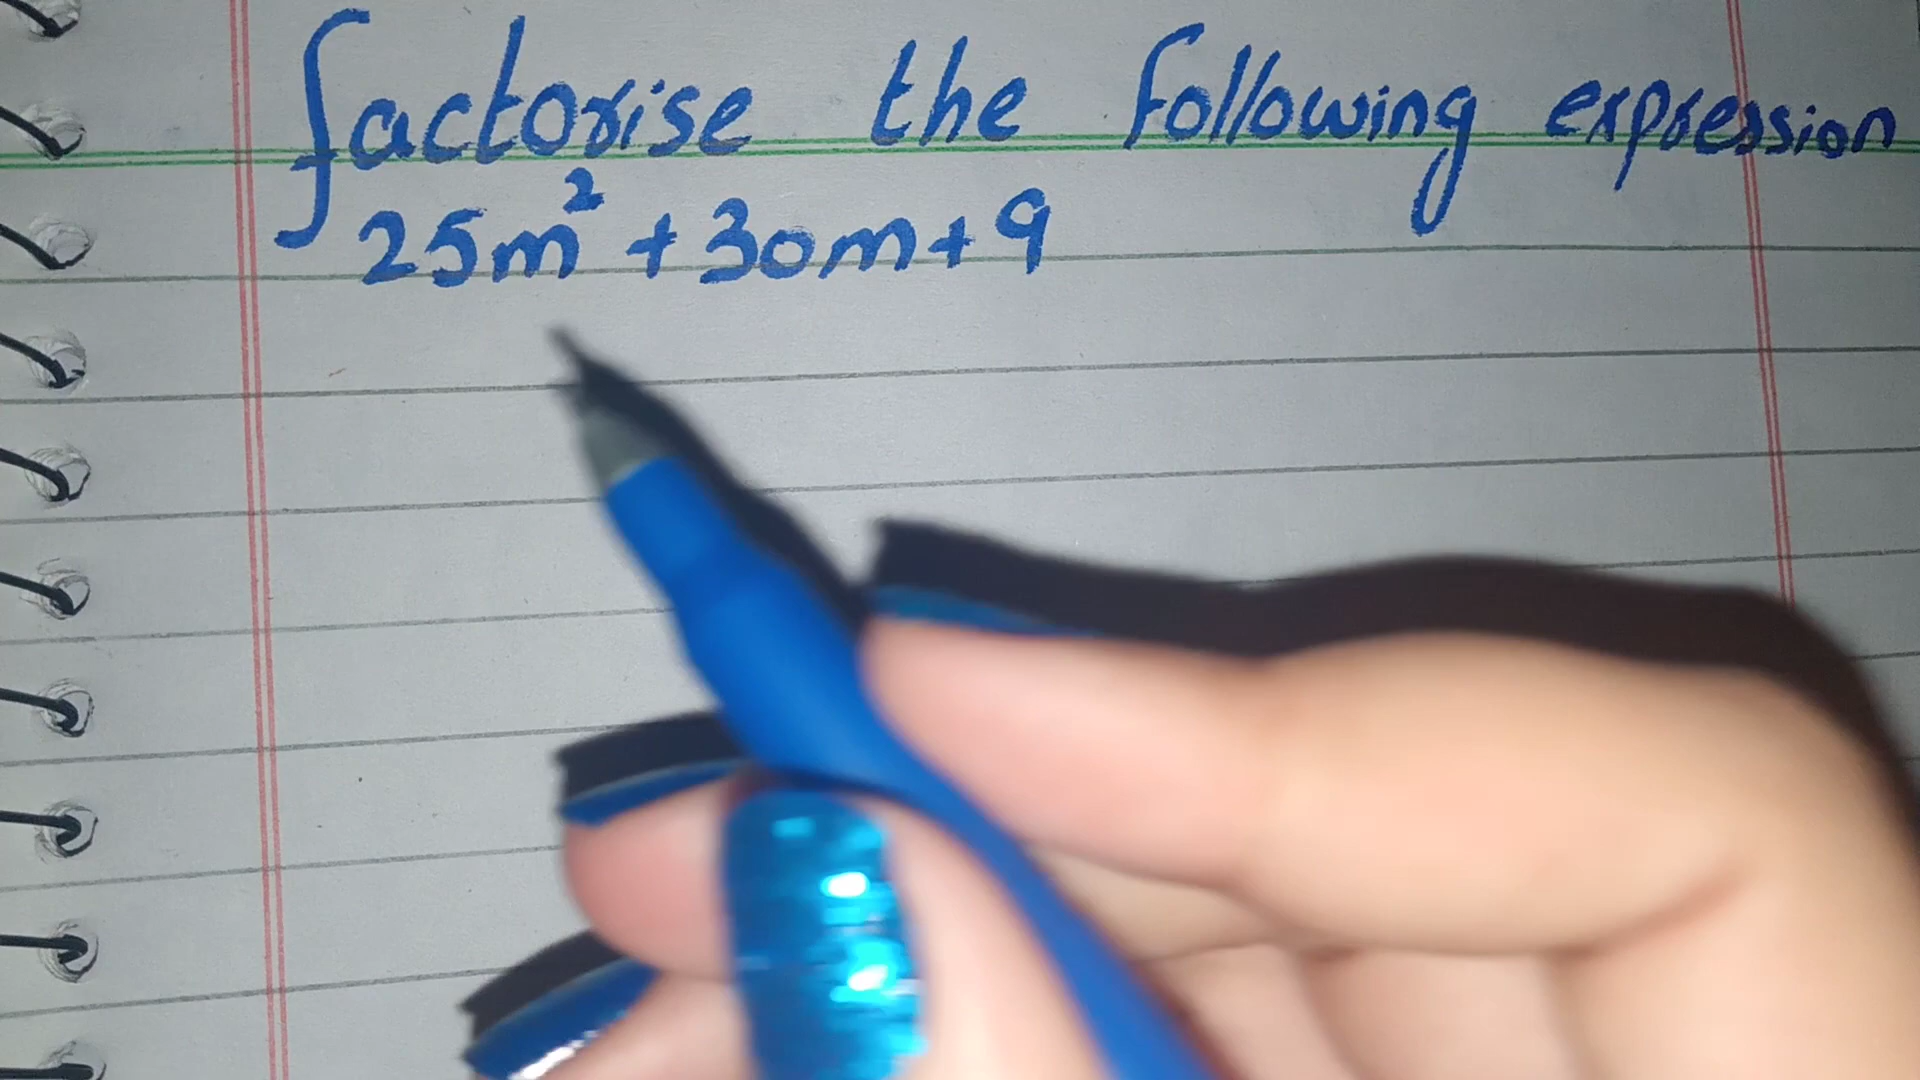 factorise the following expression
25m² + 30m + 9